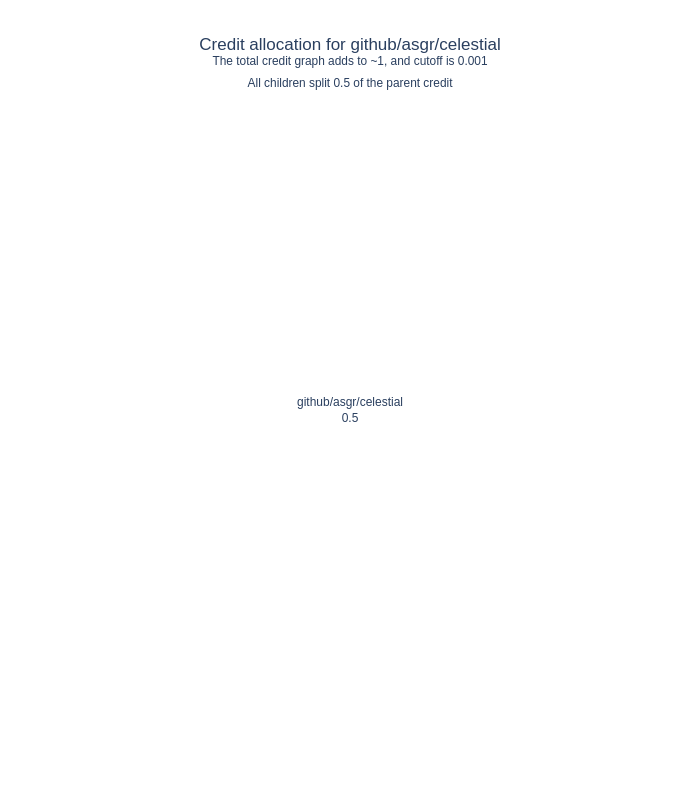 Credit allocation for github/asgr/celestial
The total credit graph adds to ~1, and cutoff is 0.001
All children split 0.5 of the parent credit
github/asgr/celestial
0.5